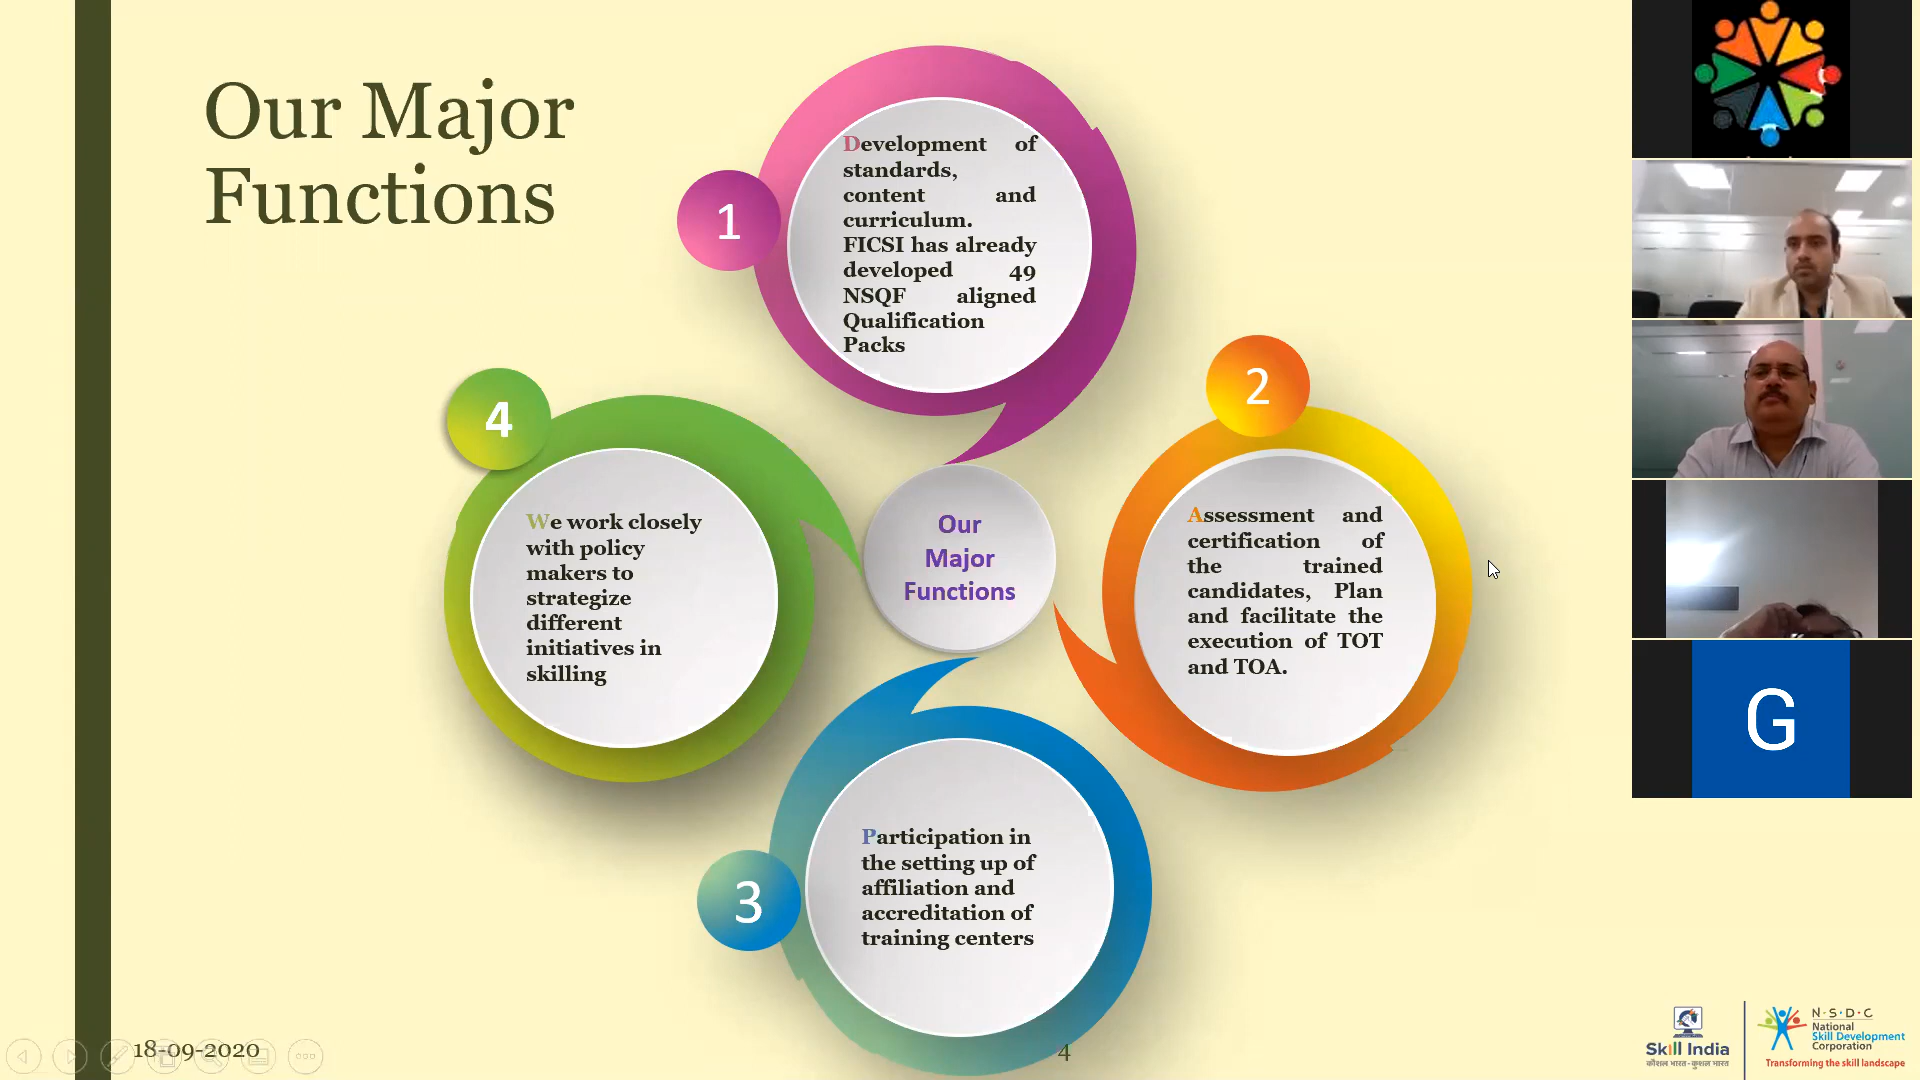 Our Major
Functions
1
Development of
standards,
content and
curriculum.
FICSI has already
developed 49
NSQF aligned
Qualification
Packs
2
Assessment and
certification of
the trained
candidates, Plan
and facilitate the
execution of TOT
and TOA.
3
Participation in
the setting up of
affiliation and
accreditation of
training centers
4
We work closely
with policy
makers to
strategize
different
initiatives in
skilling
Our
Major
Functions
G
18-09-2020
4
Skill India
कौशल भारत-कुशल भारत
N·S·D·C
National
Skill Development
Corporation
Transforming the skill landscape